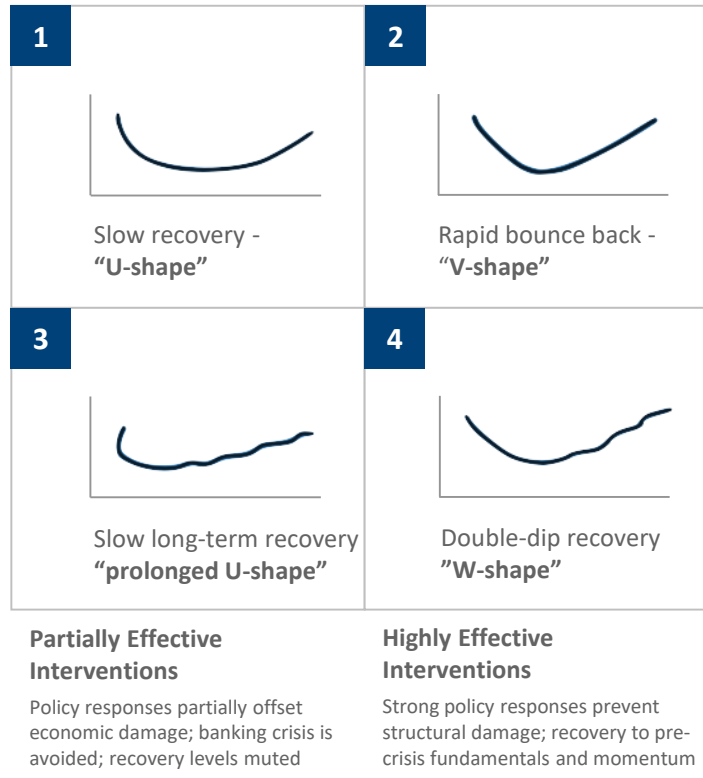 1
2
Slow recovery -
“U-shape”
Rapid bounce back -
“V-shape”
3
4
Slow long-term recovery
“prolonged U-shape”
Double-dip recovery
”W-shape”
Partially Effective
Interventions
Policy responses partially offset
economic damage; banking crisis is
avoided; recovery levels muted
Highly Effective
Interventions
Strong policy responses prevent
structural damage; recovery to pre-
crisis fundamentals and momentum